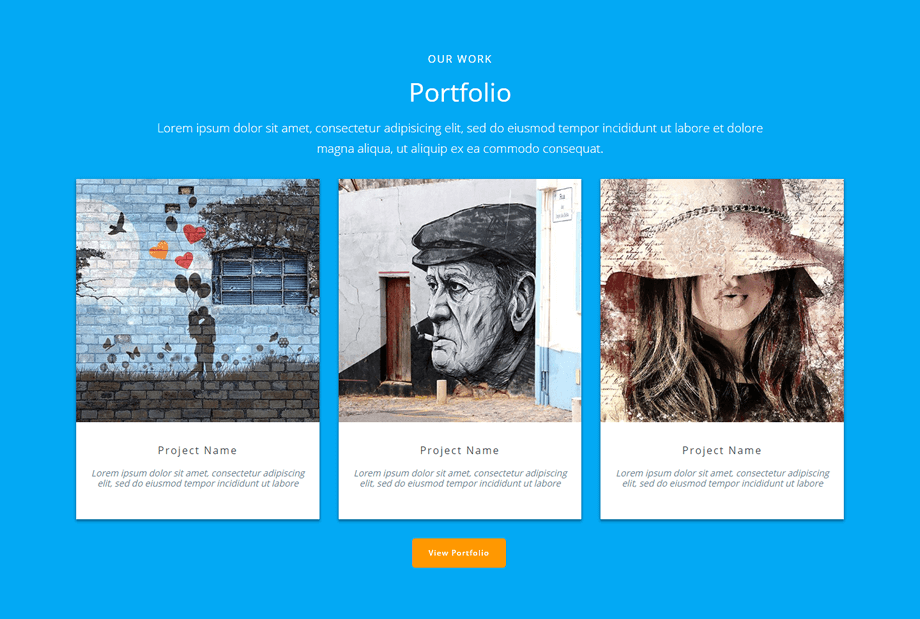 OUR WORK
Portfolio
Lorem ipsum dolor sit amet, consectetur adipisicing elit, sed do eiusmod tempor incididunt ut labore et dolore
magna aliqua, ut aliquip ex ea commodo consequat.
Project Name
Lorem ipsum dolor sit amet, consectetur adipiscing
elit, sed do eiusmod tempor incididunt ut labore
Project Name
Lorem ipsum dolor sit amet, consectetur adipiscing
elit, sed do eiusmod tempor incididunt ut labore
Project Name
Lorem ipsum dolor sit amet, consectetur adipiscing
elit, sed do eiusmod tempor incididunt ut labore
View Portfolio